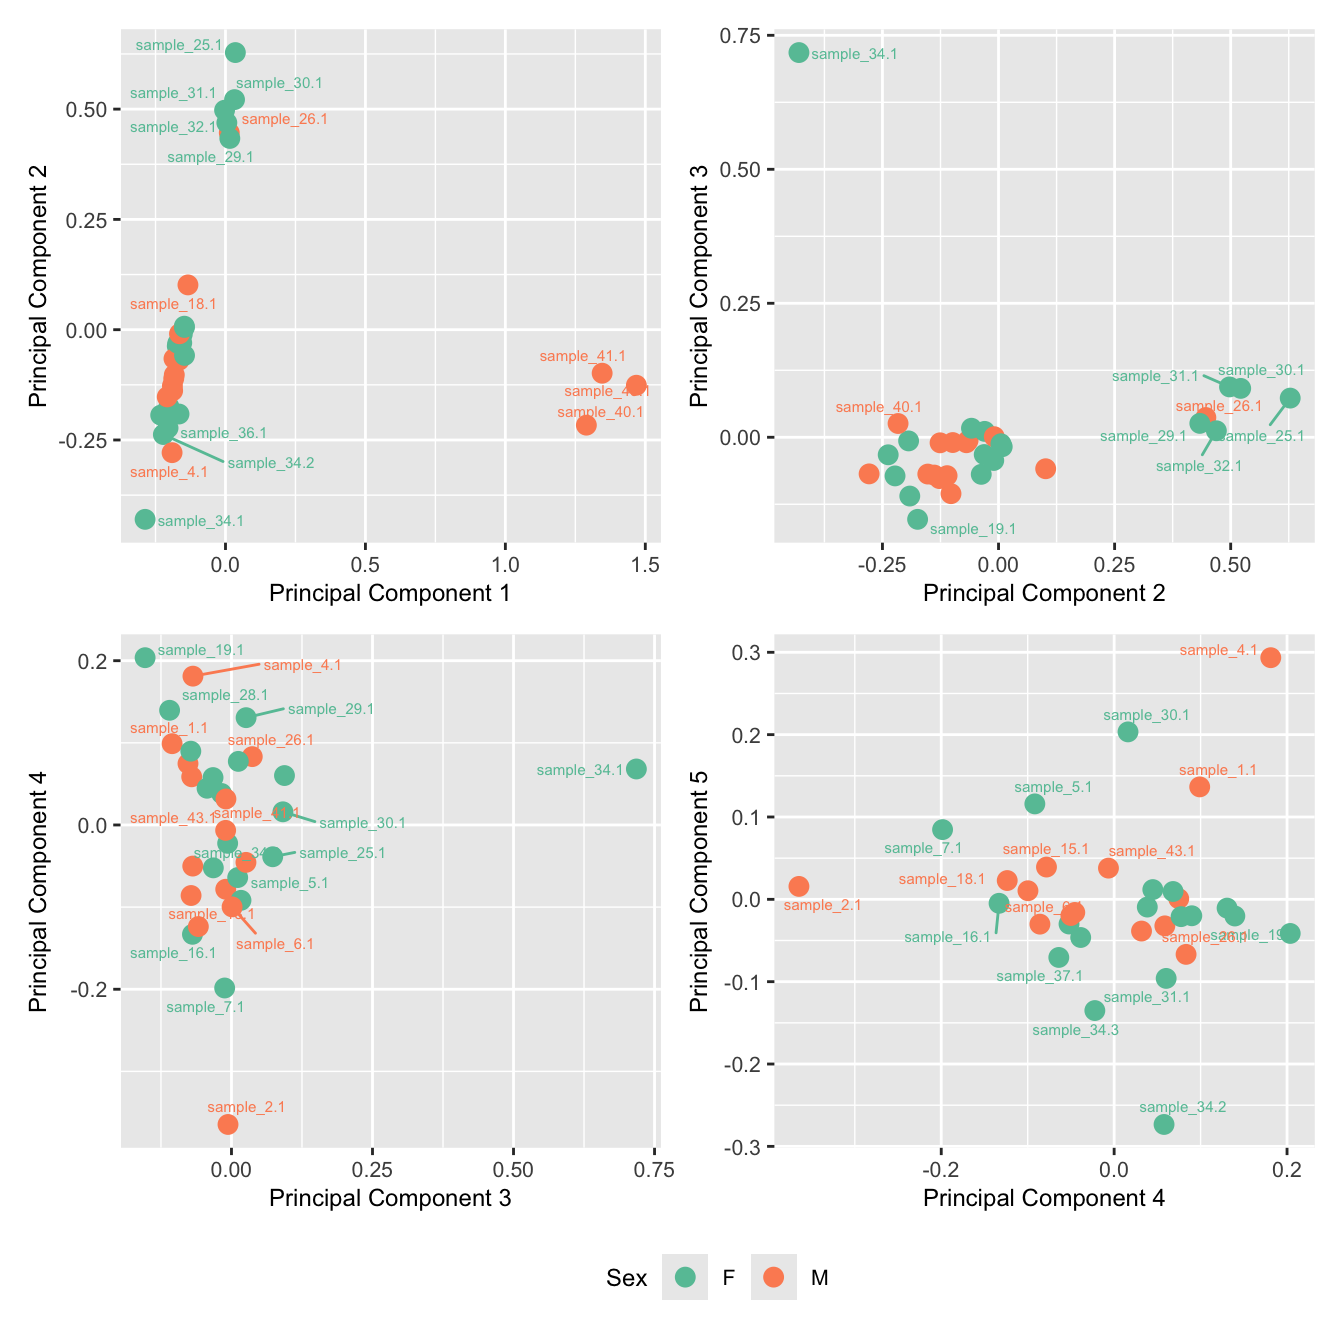 sample_25.1
sample_30.1
sample_31.1
sample_26.1
sample_32.1
sample_29.1
sample_18.1
sample_41.1
sample_40.1
sample_36.1
sample_34.2
sample_4.1
sample_34.1
0.50
0.25
0.00
-0.25
0.0
0.5
1.0
1.5
Principal Component 1
Principal Component 2
sample_34.1
sample_31.1
sample_30.1
sample_40.1
sample_26.1
sample_29.1
sample_25.1
sample_32.1
sample_19.1
0.75
0.50
0.25
0.00
-0.25
0.00
0.25
0.50
Principal Component 2
Principal Component 3
sample_19.1
sample_4.1
sample_28.1
sample_29.1
sample_1.1
sample_26.1
sample_34.1
sample_43.1
sample_41.1
sample_30.1
sample_25.1
sample_5.1
sample_6.1
sample_16.1
sample_7.1
sample_2.1
0.2
0.0
-0.2
0.00
0.25
0.50
0.75
Principal Component 3
Principal Component 4
sample_4.1
sample_30.1
sample_1.1
sample_5.1
sample_7.1
sample_15.1
sample_43.1
sample_18.1
sample_2.1
sample_6.1
sample_16.1
sample_26.1
sample_37.1
sample_31.1
sample_34.3
sample_34.2
0.3
0.2
0.1
0.0
-0.1
-0.2
-0.3
-0.2
0.0
0.2
Principal Component 4
Principal Component 5
Sex F M